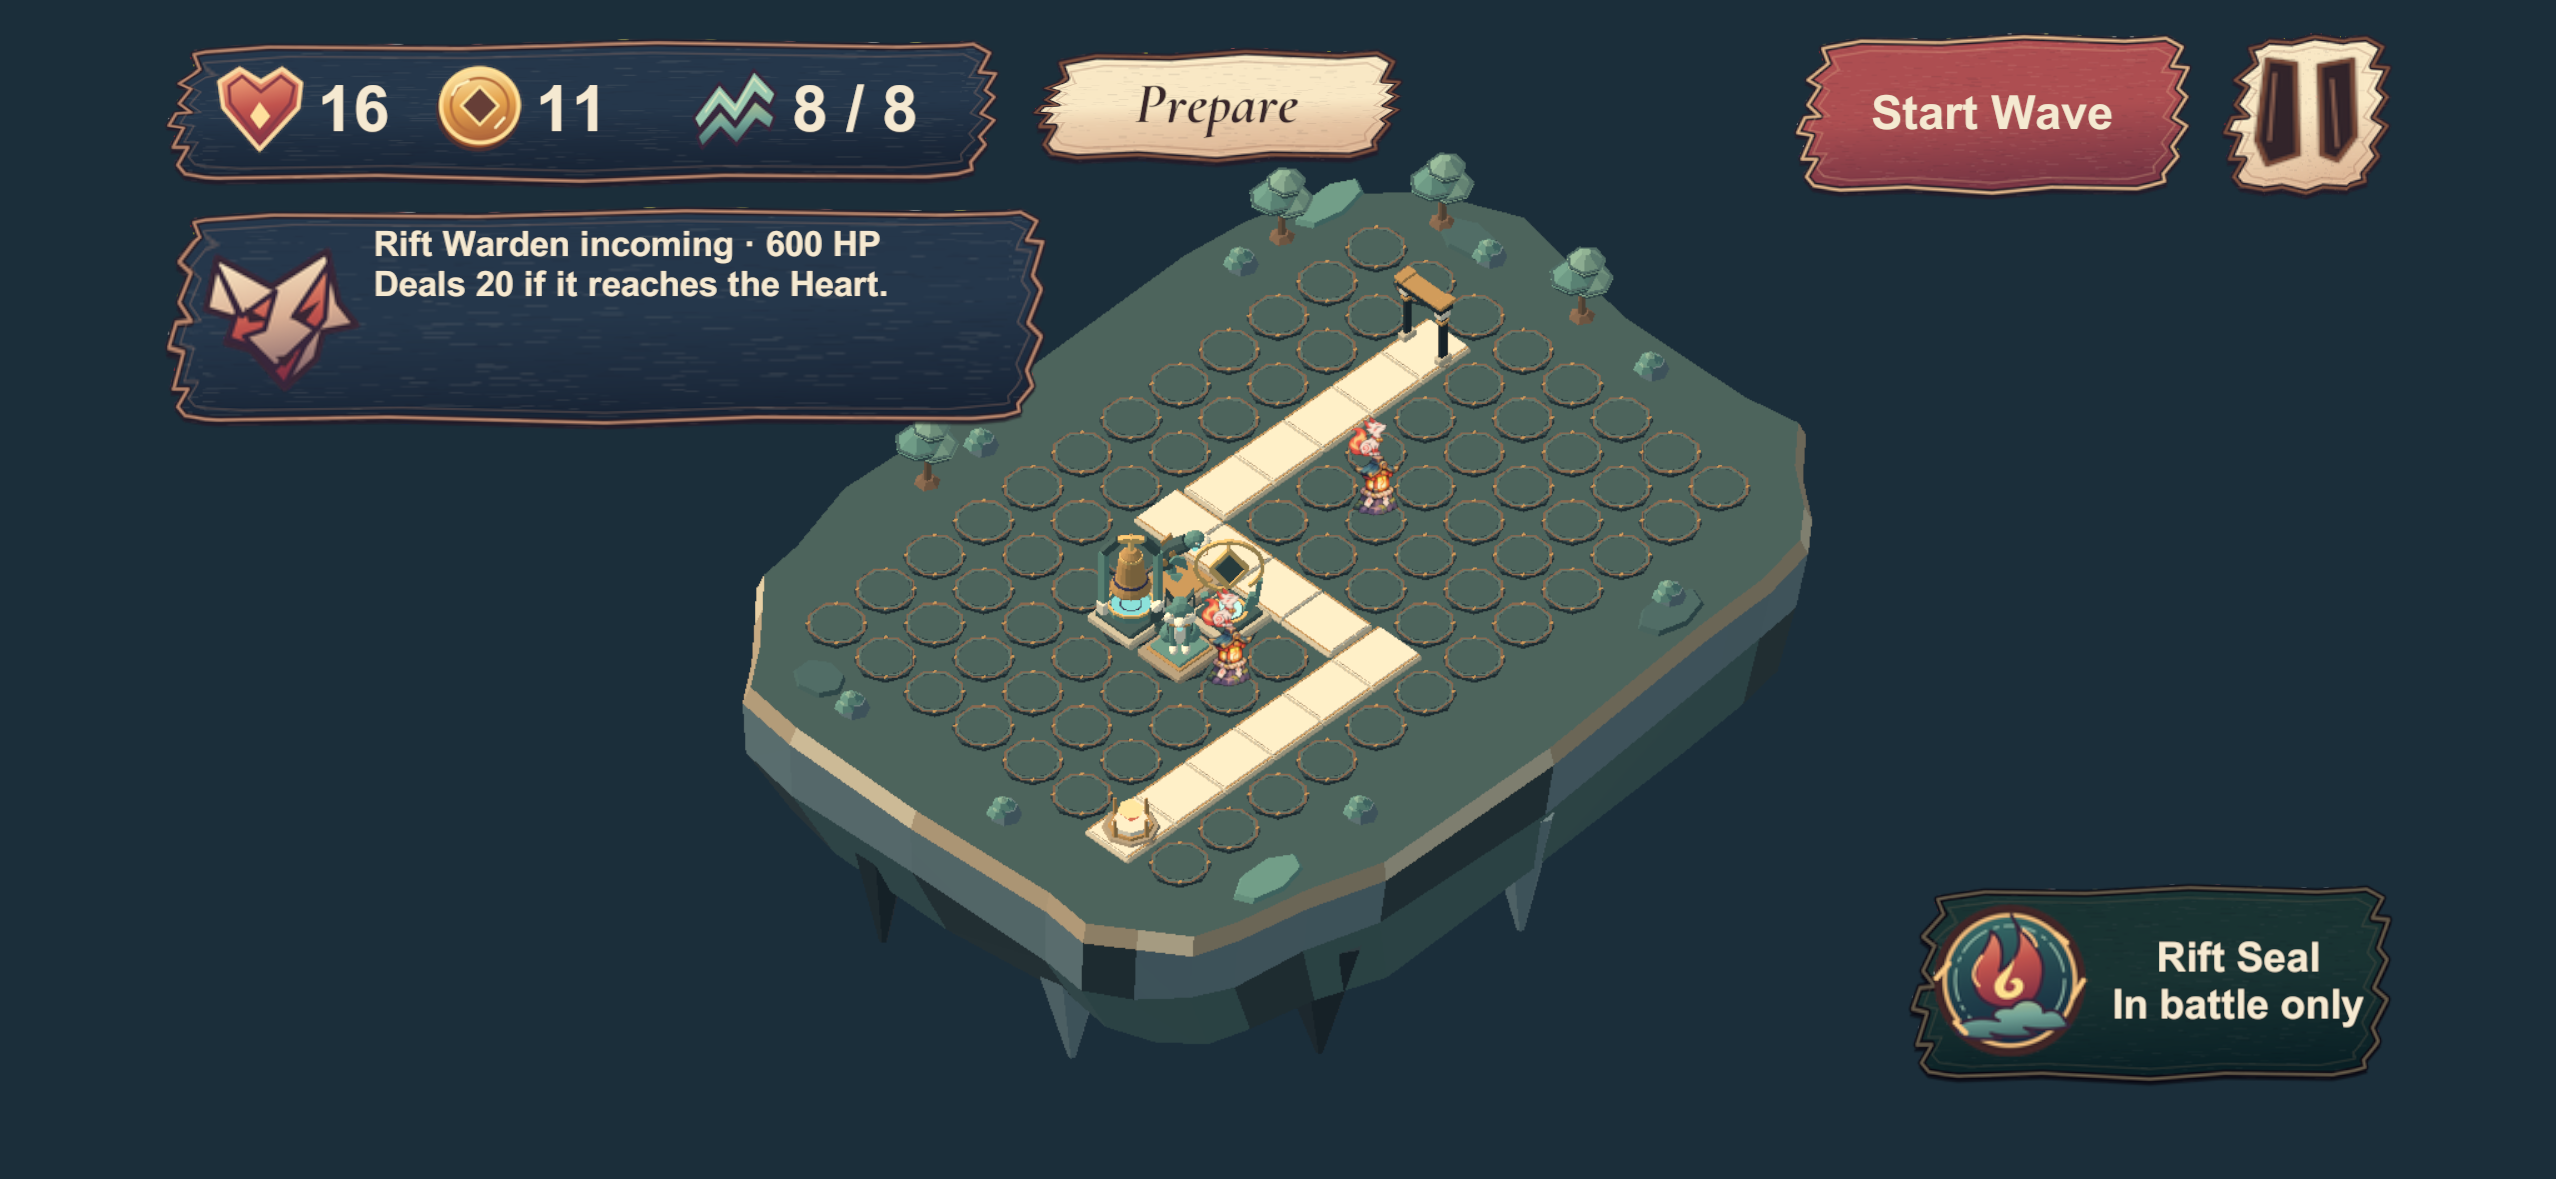 16 11 8 / 8
Prepare
Start Wave
Rift Warden incoming · 600 HP
Deals 20 if it reaches the Heart.
Rift Seal
In battle only